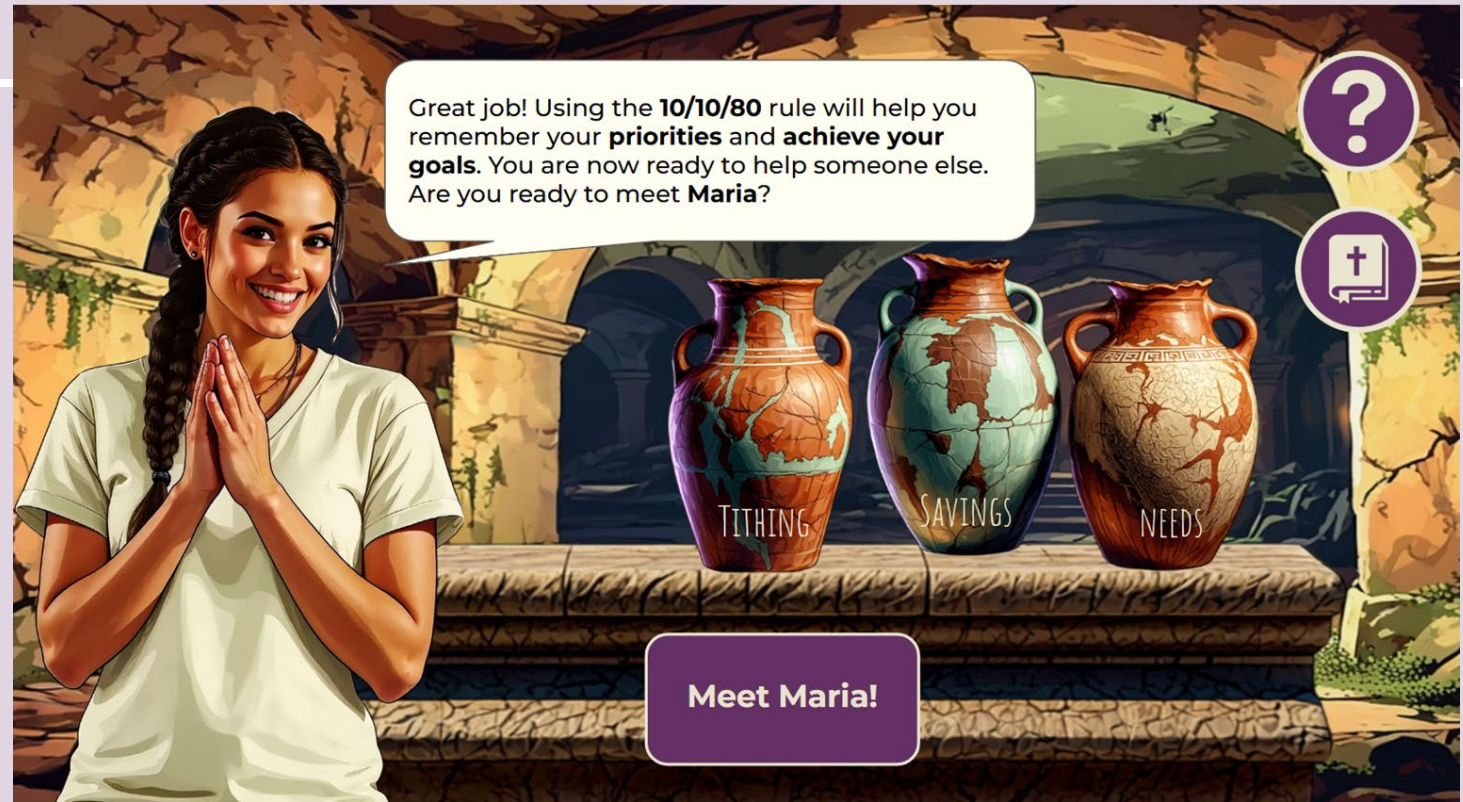 Great job! Using the 10/10/80 rule will help you
remember your priorities and achieve your
goals. You are now ready to help someone else.
Are you ready to meet Maria?
?
TITHING
SAVINGS
NEEDS
Meet Maria!